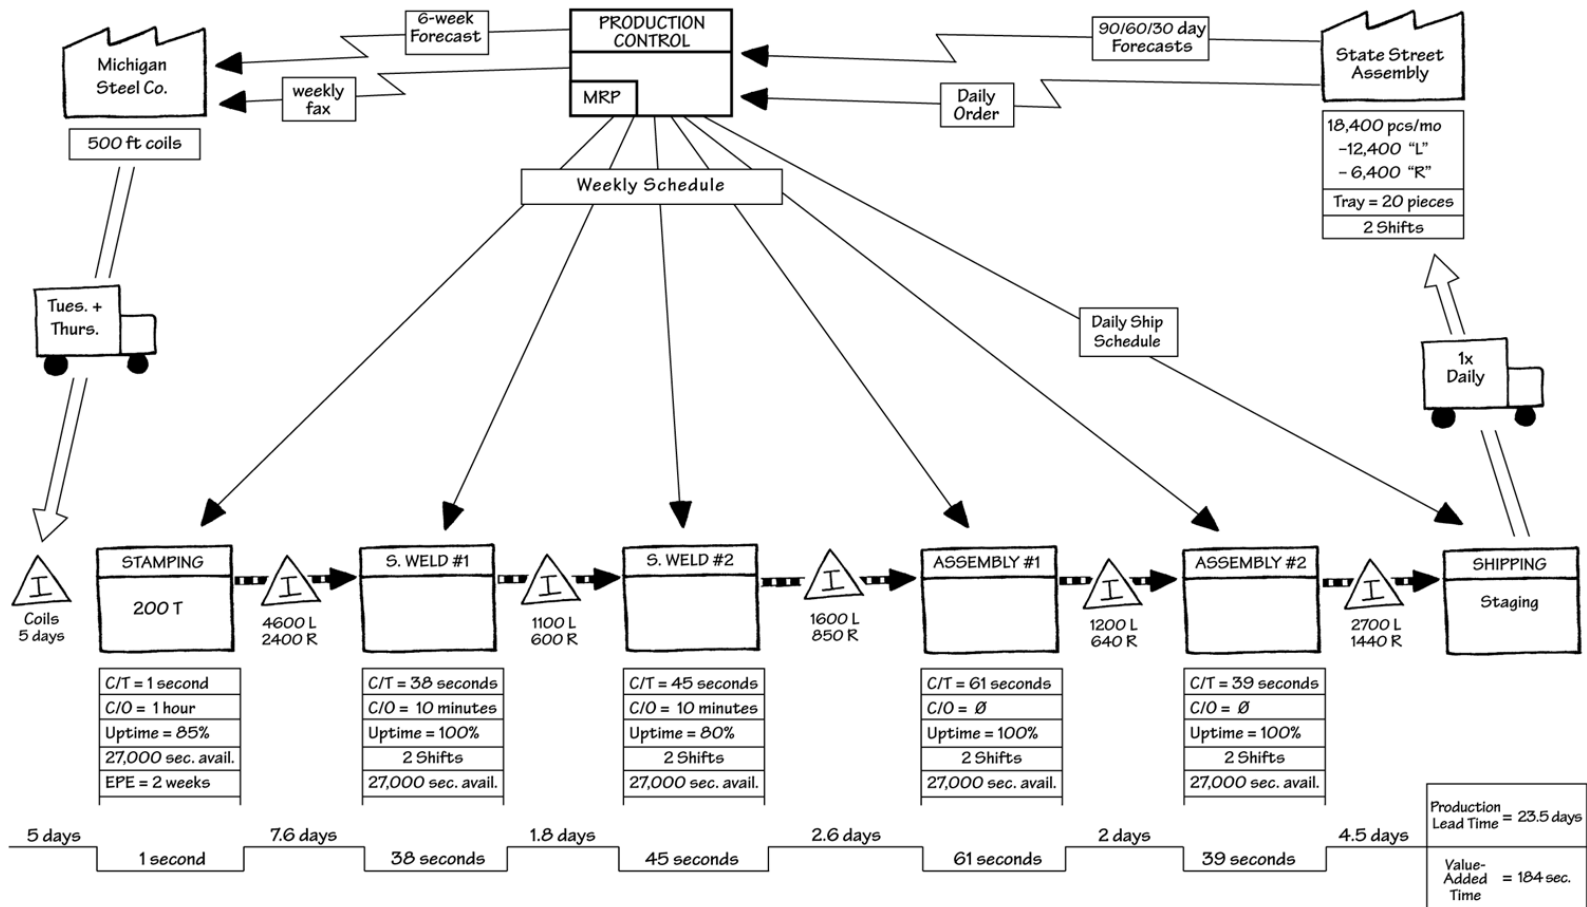 Michigan
Steel Co.
500 ft coils
6-week
Forecast
weekly
fax
PRODUCTION
CONTROL
MRP
90/60/30 day
Forecasts
Daily
Order
State Street
Assembly
18,400 pcs/mo
-12,400 "L"
- 6,400 "R"
Tray = 20 pieces
2 Shifts
Weekly Schedule
Tues. +
Thurs.
Daily Ship
Schedule
1x
Daily
I
Coils
5 days
STAMPING
200 T
I
4600 L
2400 R
S. WELD #1
I
1100 L
600 R
S. WELD #2
I
1600 L
850 R
ASSEMBLY #1
I
1200 L
640 R
ASSEMBLY #2
I
2700 L
1440 R
SHIPPING
Staging
C/T = 1 second
C/O = 1 hour
Uptime = 85%
27,000 sec. avail.
EPE = 2 weeks
C/T = 38 seconds
C/O = 10 minutes
Uptime = 100%
2 Shifts
27,000 sec. avail.
C/T = 45 seconds
C/O = 10 minutes
Uptime = 80%
2 Shifts
27,000 sec. avail.
C/T = 61 seconds
C/O = Ø
Uptime = 100%
2 Shifts
27,000 sec. avail.
C/T = 39 seconds
C/O = Ø
Uptime = 100%
2 Shifts
27,000 sec. avail.
5 days
1 second
7.6 days
38 seconds
1.8 days
45 seconds
2.6 days
61 seconds
2 days
39 seconds
4.5 days
Production
Lead Time = 23.5 days
Value-
Added = 184 sec.
Time